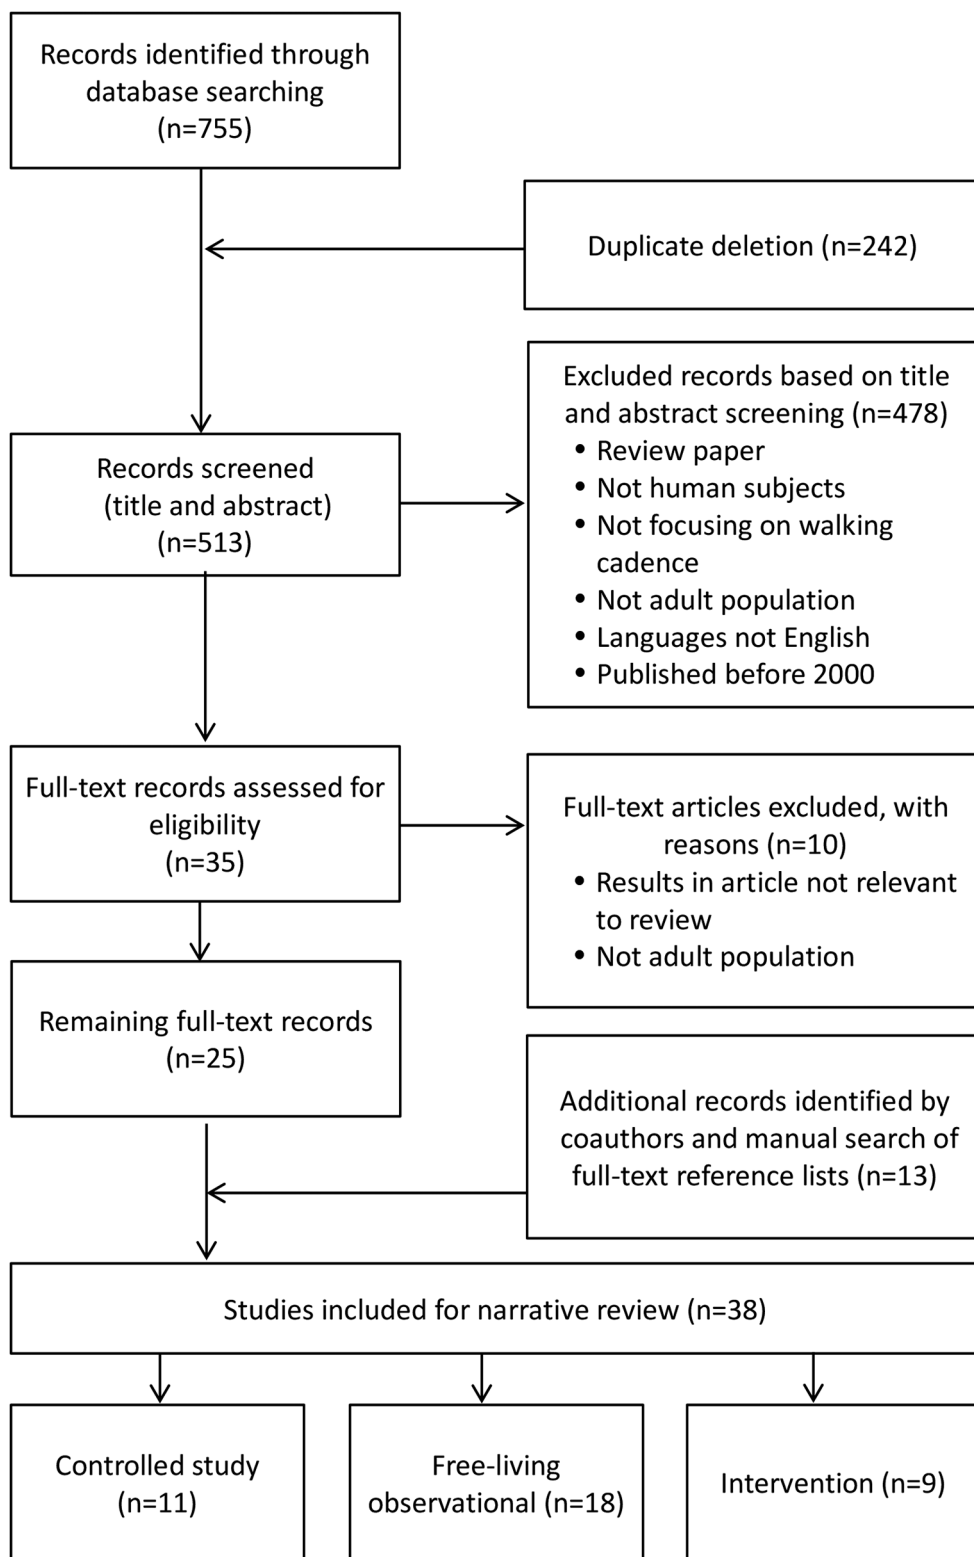 Records identified through
database searching
(n=755)
Duplicate deletion (n=242)
Excluded records based on title
and abstract screening (n=478)
• Review paper
• Not human subjects
• Not focusing on walking
cadence
• Not adult population
• Languages not English
• Published before 2000
Records screened
(title and abstract)
(n=513)
Full-text records assessed for
eligibility
(n=35)
Full-text articles excluded, with
reasons (n=10)
• Results in article not relevant
to review
• Not adult population
Remaining full-text records
(n=25)
Additional records identified by
coauthors and manual search of
full-text reference lists (n=13)
Studies included for narrative review (n=38)
Controlled study
(n=11)
Free-living
observational (n=18)
Intervention (n=9)